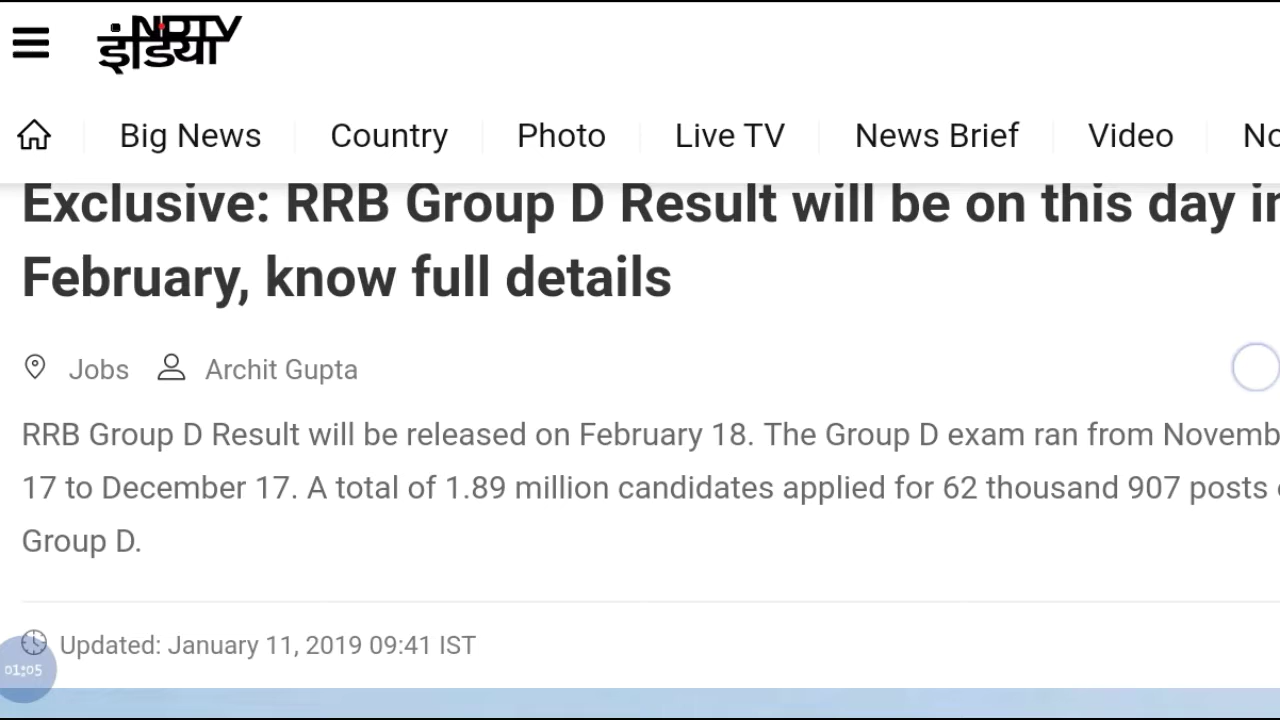 NDTV
इंडिया
Big News Country Photo Live TV News Brief Video
Exclusive: RRB Group D Result will be on this day
February, know full details
Jobs Archit Gupta
RRB Group D Result will be released on February 18. The Group D exam ran from
17 to December 17. A total of 1.89 million candidates applied for 62 thousand 907 posts
Group D.
Updated: January 11, 2019 09:41 IST
01:05